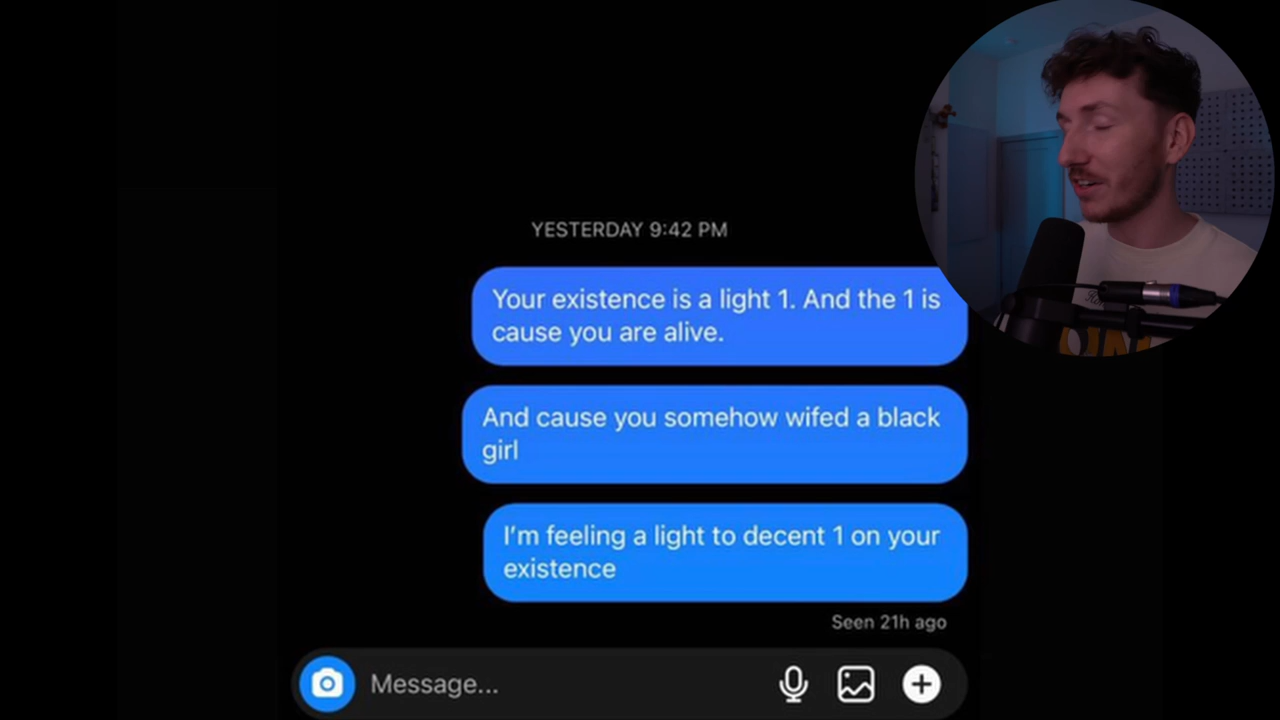 YESTERDAY 9:42 PM
Your existence is a light 1. And the 1 is
cause you are alive.
And cause you somehow wifed a black
girl
I'm feeling a light to decent 1 on your
existence
Seen 21h ago
Message...